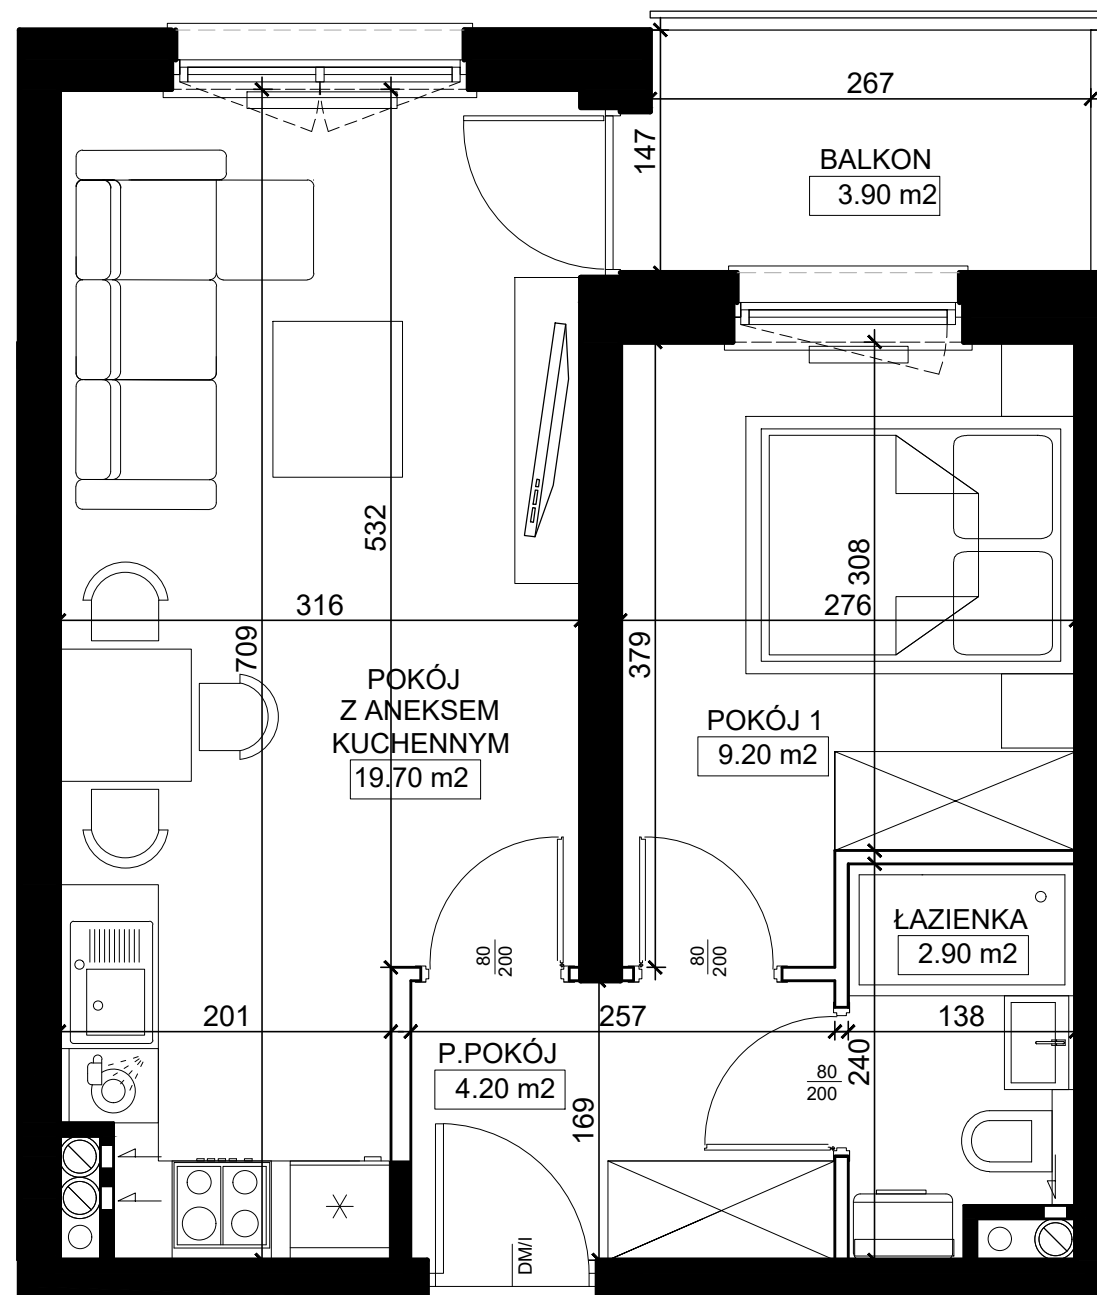 267
147
BALKON
3.90 m2
532
308
316
276
709
379
POKÓJ
Z ANEKSEM
KUCHENNYM
19.70 m2
POKÓJ 1
9.20 m2
ŁAZIENKA
2.90 m2
80
200
80
200
201
257
138
P.POKÓJ
4.20 m2
80
200
240
169
DM/I